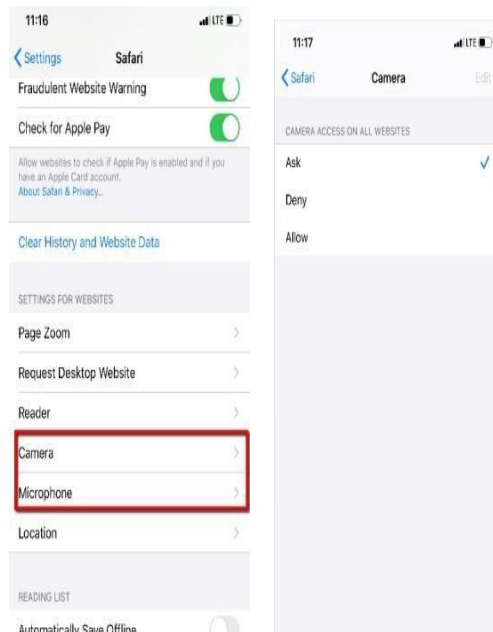 11:16
LTE
Settings
Safari
Fraudulent Website Warning
Check for Apple Pay
Allow websites to check if Apple Pay is enabled and if you
have an Apple Card account.
About Safari & Privacy...
Clear History and Website Data
SETTINGS FOR WEBSITES
Page Zoom
Request Desktop Website
Reader
Camera
Microphone
Location
READING LIST
Automatically Save Offline
11:17
LTE
Safari
Camera
Edit
CAMERA ACCESS ON ALL WEBSITES
Ask
Deny
Allow